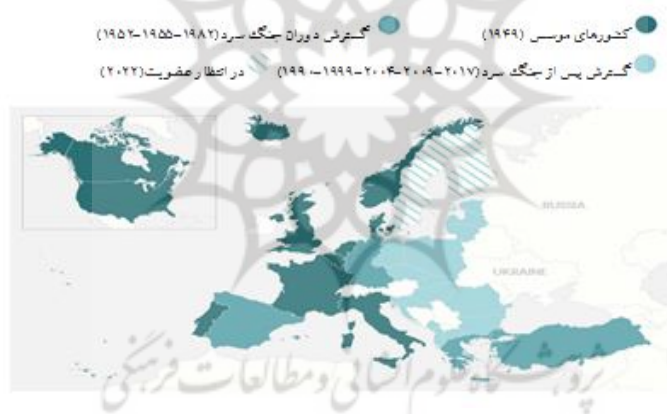 کشورهای موسس (۱۹۴۹) گسترش دوران جنگ سرد(۱۹۸۲-۱۹۵۵-۱۹۵۲)
گسترش پس از جنگ سرد(۲۰۱۷-۲۰۰۹-۲۰۰۴-۱۹۹۹-۱۹۹۰) در انتظار عضویت(۲۰۲۲)
RUSSIA
UKRAINE
پژوهشگاه علوم انسانی و مطالعات فرهنگی